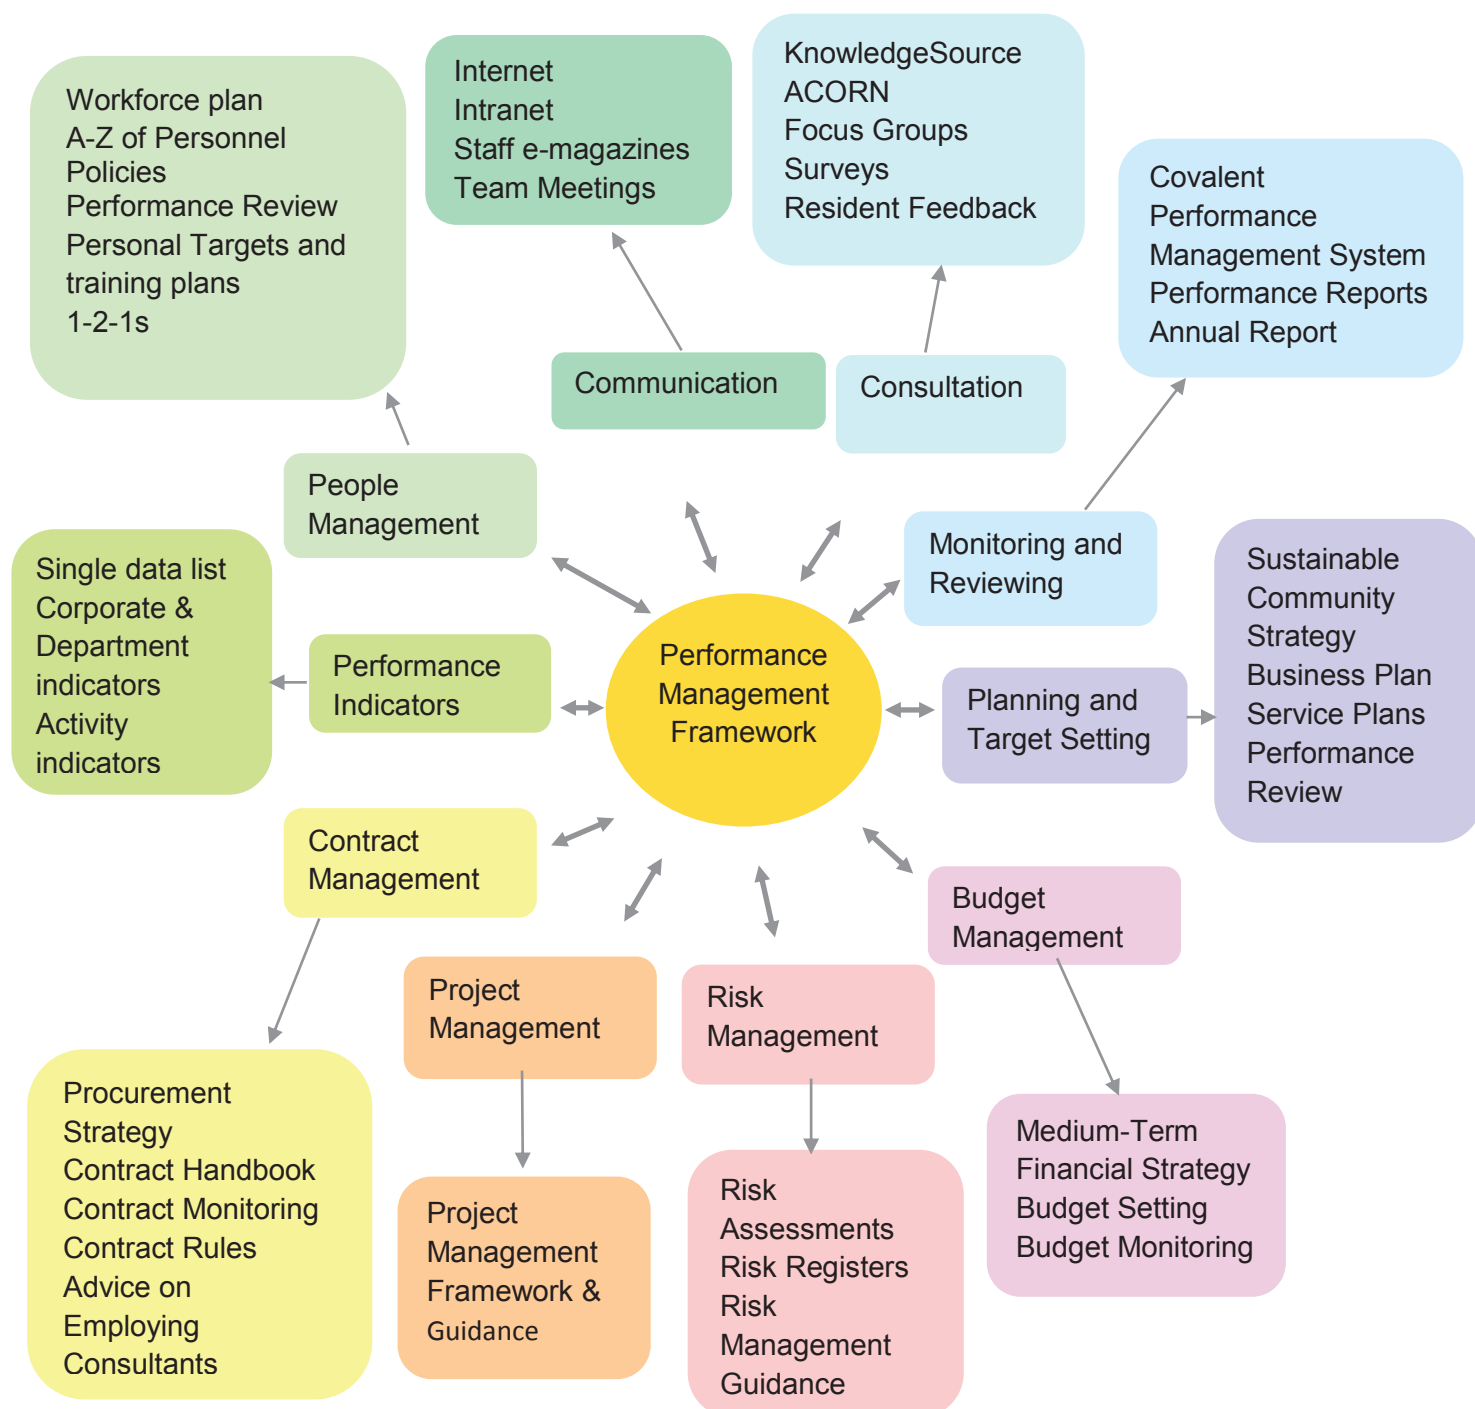 Workforce plan
A-Z of Personnel
Policies
Performance Review
Personal Targets and
training plans
1-2-1s
Internet
Intranet
Staff e-magazines
Team Meetings
KnowledgeSource
ACORN
Focus Groups
Surveys
Resident Feedback
Covalent
Performance
Management System
Performance Reports
Annual Report
Communication
Consultation
People
Management
Monitoring and
Reviewing
Single data list
Corporate &
Department
indicators
Activity
indicators
Performance
Indicators
Performance
Management
Framework
Planning and
Target Setting
Sustainable
Community
Strategy
Business Plan
Service Plans
Performance
Review
Contract
Management
Budget
Management
Project
Management
Risk
Management
Procurement
Strategy
Contract Handbook
Contract Monitoring
Contract Rules
Advice on
Employing
Consultants
Project
Management
Framework &
Guidance
Risk
Assessments
Risk Registers
Risk
Management
Guidance
Medium-Term
Financial Strategy
Budget Setting
Budget Monitoring